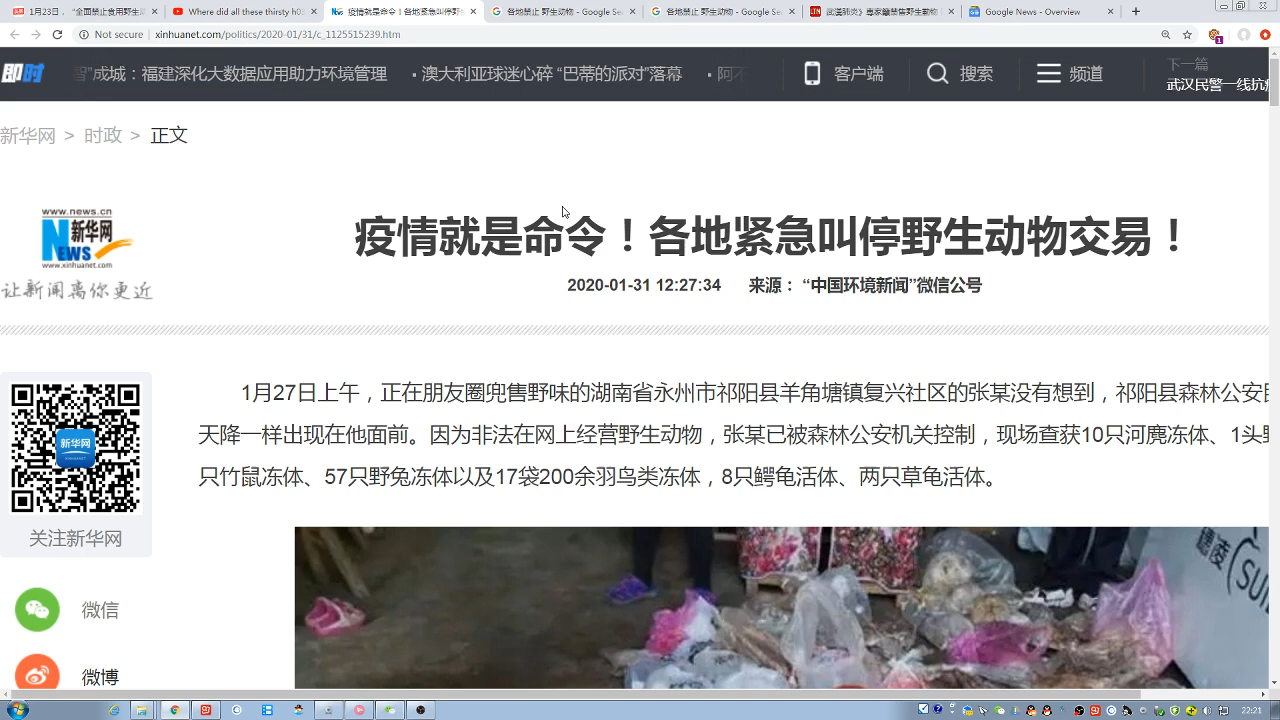 1月23日，“全面禁止食用野生动
Where did all these thirsty h03
疫情就是命令！各地紧急叫停野生
各地禁止 野生动物 - Google Se
各地禁止 野生动物 - Google Se
Google News - Overview
Not secure | xinhuanet.com/politics/2020-01/31/c_1125515239.htm
即时
智”成城：福建深化大数据应用助力环境管理
· 澳大利亚球迷心碎 “巴蒂的派对”落幕
· 阿
客户端
搜索
频道
下一篇
武汉民警一线抗疫
新华网 > 时政 > 正文
www.news.cn
新华网
NEWS
www.xinhuanet.com
让新闻离你更近
疫情就是命令！各地紧急叫停野生动物交易！
2020-01-31 12:27:34 来源： “中国环境新闻”微信公号
1月27日上午，正在朋友圈兜售野味的湖南省永州市祁阳县羊角塘镇复兴社区的张某没有想到，祁阳县森林公安民
天降一样出现在他面前。因为非法在网上经营野生动物，张某已被森林公安机关控制，现场查获10只河麂冻体、1头野
只竹鼠冻体、57只野兔冻体以及17袋200余羽鸟类冻体，8只鳄龟活体、两只草龟活体。
新华网
关注新华网
微信
微博
22:21